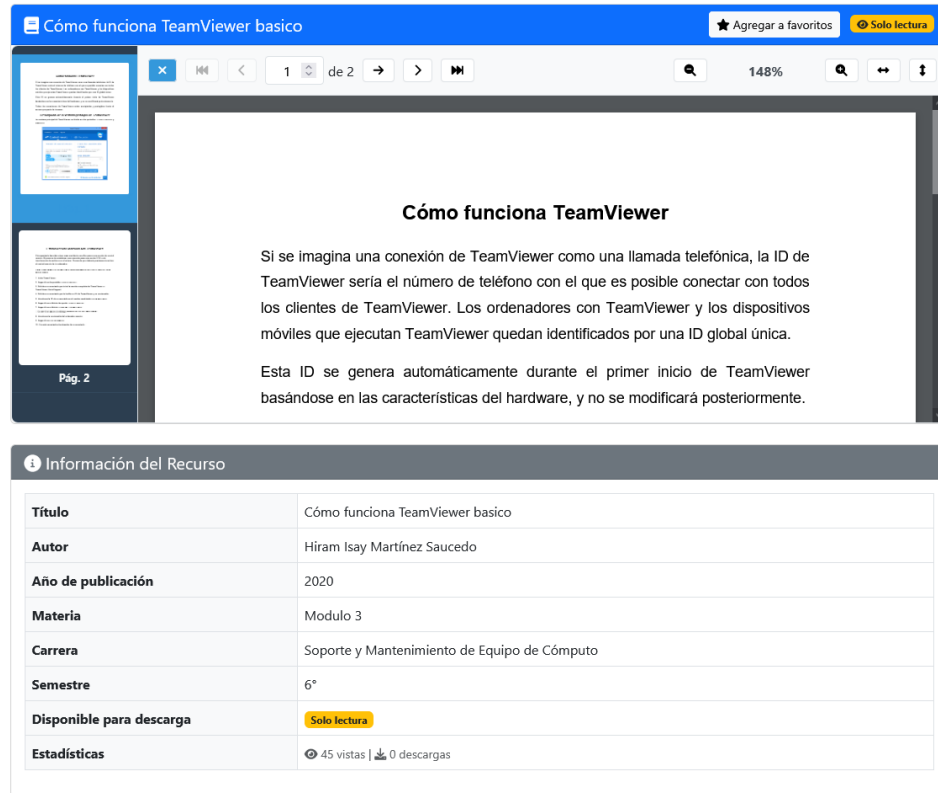 Cómo funciona TeamViewer basico
Agregar a favoritos
Solo lectura
1 de 2
148%
Pág. 2
Cómo funciona TeamViewer
Si se imagina una conexión de TeamViewer como una llamada telefónica, la ID de
TeamViewer sería el número de teléfono con el que es posible conectar con todos
los clientes de TeamViewer. Los ordenadores con TeamViewer y los dispositivos
móviles que ejecutan TeamViewer quedan identificados por una ID global única.
Esta ID se genera automáticamente durante el primer inicio de TeamViewer
basándose en las características del hardware, y no se modificará posteriormente.
Información del Recurso
Título Cómo funciona TeamViewer basico
Autor Hiram Isay Martínez Saucedo
Año de publicación 2020
Materia Modulo 3
Carrera Soporte y Mantenimiento de Equipo de Cómputo
Semestre 6°
Disponible para descarga Solo lectura
Estadísticas 45 vistas | 0 descargas